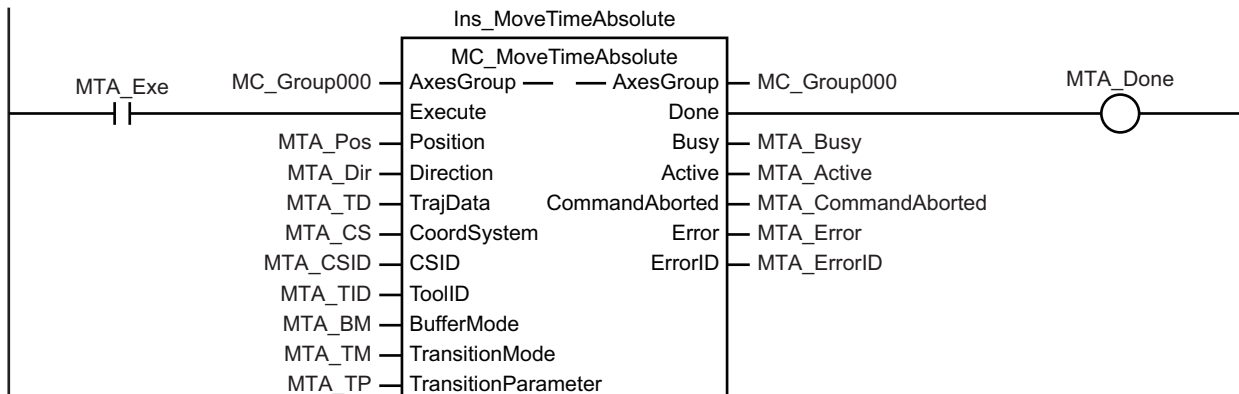 Ins_MoveTimeAbsolute
MC_MoveTimeAbsolute
MTA_Exe MC_Group000 AxesGroup AxesGroup MC_Group000 MTA_Done
Execute Done
MTA_Pos Position Busy MTA_Busy
MTA_Dir Direction Active MTA_Active
MTA_TD TrajData CommandAborted MTA_CommandAborted
MTA_CS CoordSystem Error MTA_Error
MTA_CSID CSID ErrorID MTA_ErrorID
MTA_TID ToolID
MTA_BM BufferMode
MTA_TM TransitionMode
MTA_TP TransitionParameter